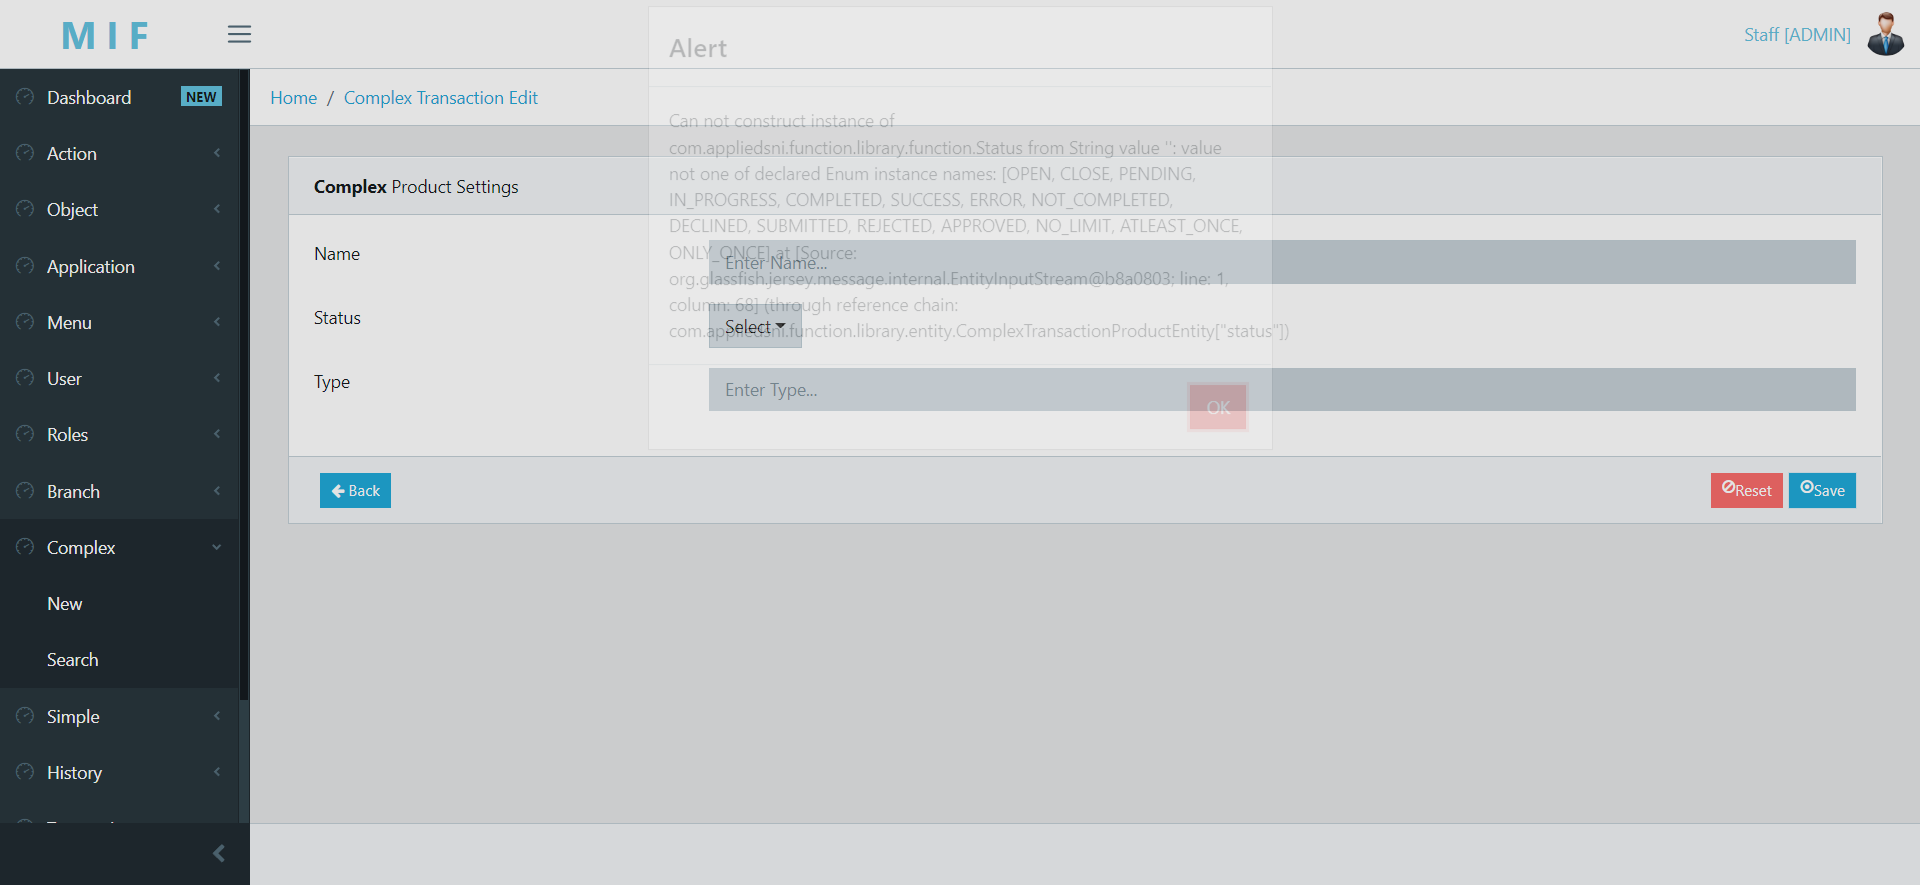 M I F
Staff [ADMIN]
Dashboard NEW
Action
Object
Application
Menu
User
Roles
Branch
Complex
New
Search
Simple
History
Home / Complex Transaction Edit
Alert
Can not construct instance of
com.appliedsni.function.library.function.Status from String value '': value
not one of declared Enum instance names: [OPEN, CLOSE, PENDING,
IN_PROGRESS, COMPLETED, SUCCESS, ERROR, NOT_COMPLETED,
DECLINED, SUBMITTED, REJECTED, APPROVED, NO_LIMIT, ATLEAST_ONCE,
ONLY_ONCE] at [Source:
org.glassfish.jersey.message.internal.EntityInputStream@b8a0803; line: 1,
column: 68] (through reference chain:
com.appliedsni.function.library.entity.ComplexTransactionProductEntity["status"])
OK
Complex Product Settings
Name
Enter Name...
Status
Select
Type
Enter Type...
Back
Reset
Save